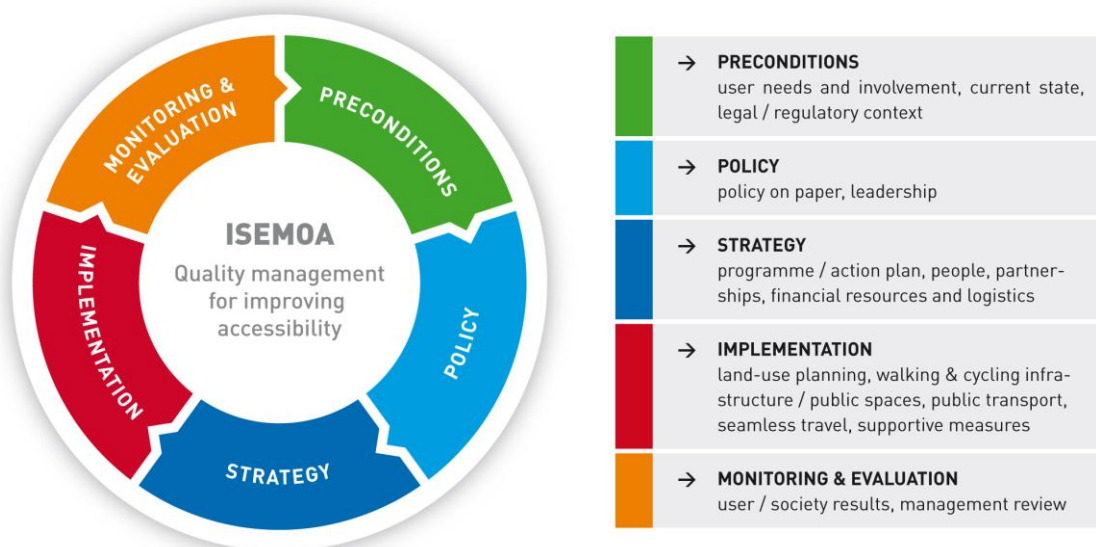 MONITORING &
EVALUATION
PRECONDITIONS
ISEMOA
Quality management
for improving
accessibility
IMPLEMENTATION
POLICY
STRATEGY
→ PRECONDITIONS
user needs and involvement, current state,
legal / regulatory context
→ POLICY
policy on paper, leadership
→ STRATEGY
programme / action plan, people, partner-
ships, financial resources and logistics
→ IMPLEMENTATION
land-use planning, walking & cycling infra-
structure / public spaces, public transport,
seamless travel, supportive measures
→ MONITORING & EVALUATION
user / society results, management review